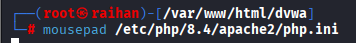 ┌──(root㉿raihan)-[/var/www/html/dvwa]
└─# mousepad /etc/php/8.4/apache2/php.ini